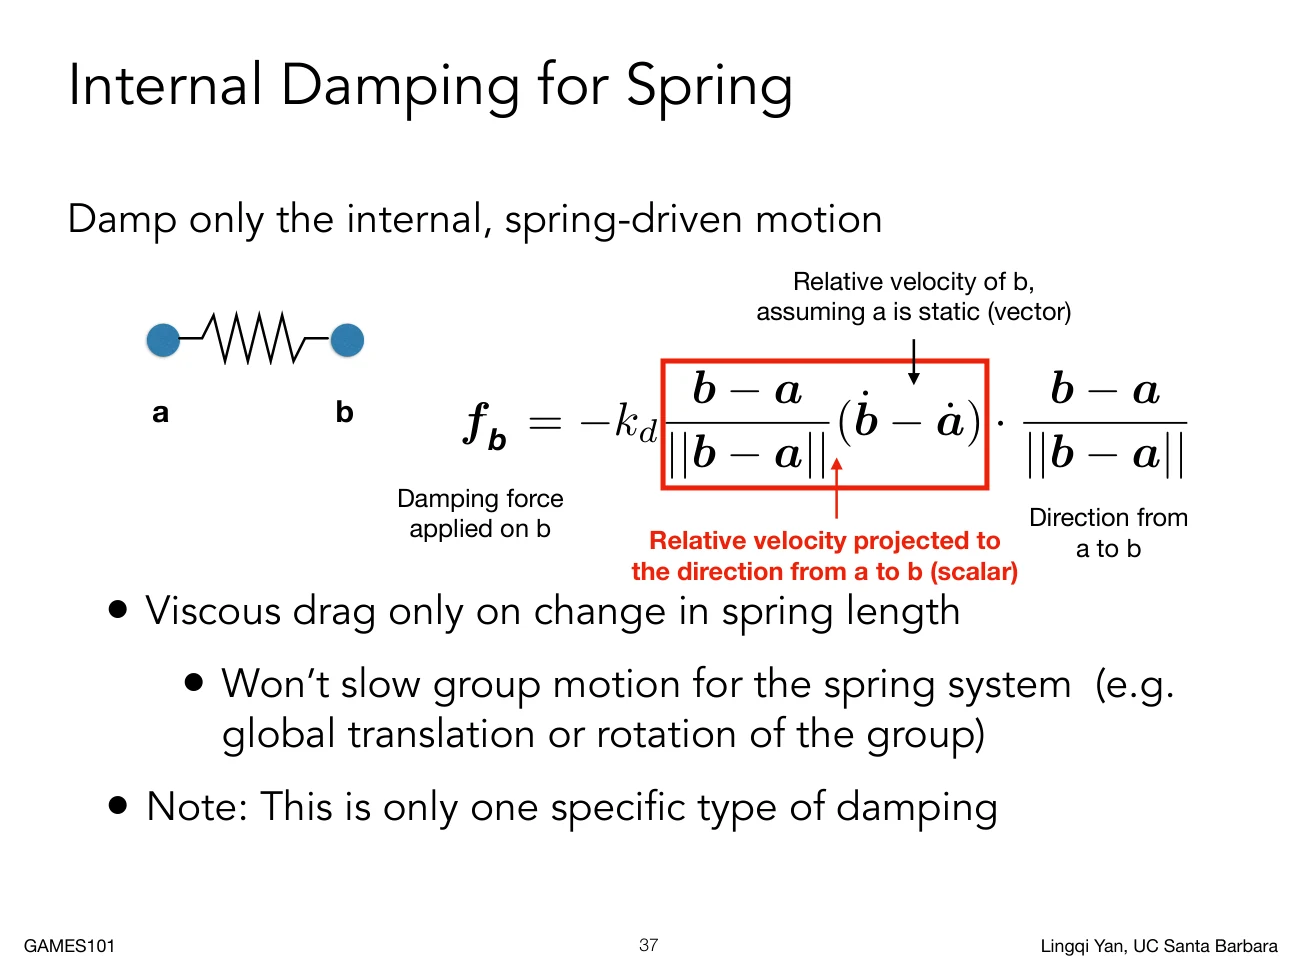 Internal Damping for Spring
Damp only the internal, spring-driven motion
Relative velocity of b,
assuming a is static (vector)
a
b
f_b = −k_d (b − a)/||b − a|| (ḃ − ȧ) · (b − a)/||b − a||
Damping force
applied on b
Relative velocity projected to
the direction from a to b (scalar)
Direction from
a to b
• Viscous drag only on change in spring length
• Won’t slow group motion for the spring system (e.g.
global translation or rotation of the group)
• Note: This is only one specific type of damping
GAMES101
37
Lingqi Yan, UC Santa Barbara